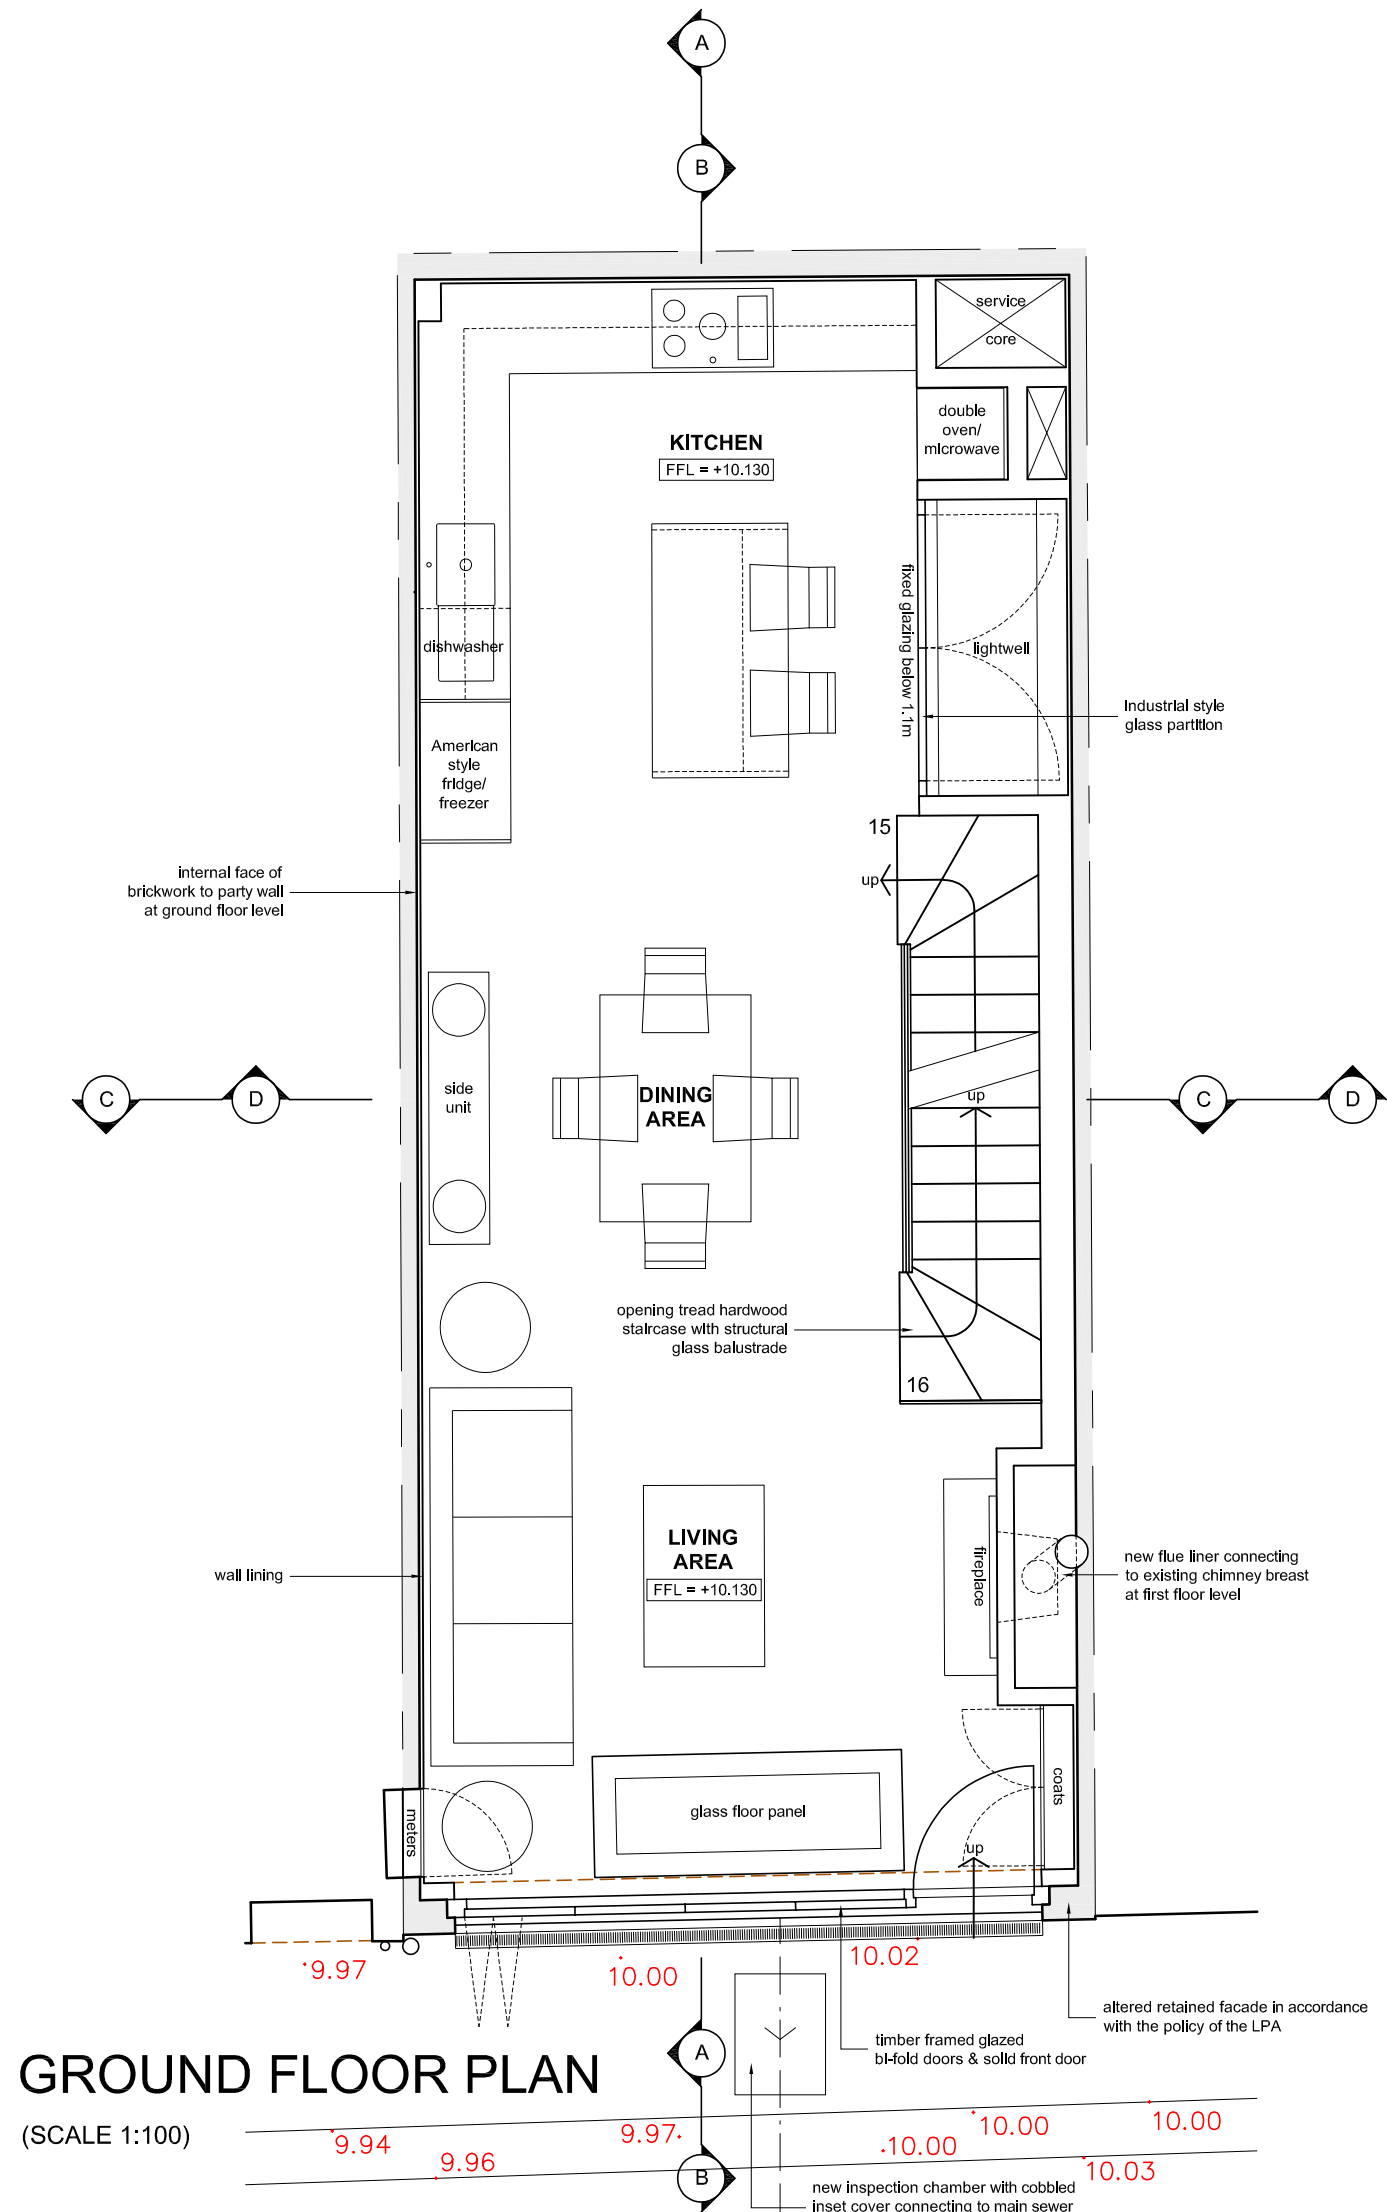 A
B
service
core
double
oven/
microwave
KITCHEN
FFL = +10.130
fixed glazing below 1.1m
lightwell
dishwasher
Industrial style
glass partition
American
style
fridge/
freezer
15
up
internal face of
brickwork to party wall
at ground floor level
C
D
side
unit
DINING
AREA
up
C
D
opening tread hardwood
staircase with structural
glass balustrade
16
LIVING
AREA
FFL = +10.130
fireplace
wall lining
new flue liner connecting
to existing chimney breast
at first floor level
coats
meters
glass floor panel
up
9.97
10.00
10.02
altered retained facade in accordance
with the policy of the LPA
timber framed glazed
bi-fold doors & solid front door
A
GROUND FLOOR PLAN
(SCALE 1:100)
9.94
9.96
9.97
10.00
10.00
10.00
10.03
B
new inspection chamber with cobbled
inset cover connecting to main sewer